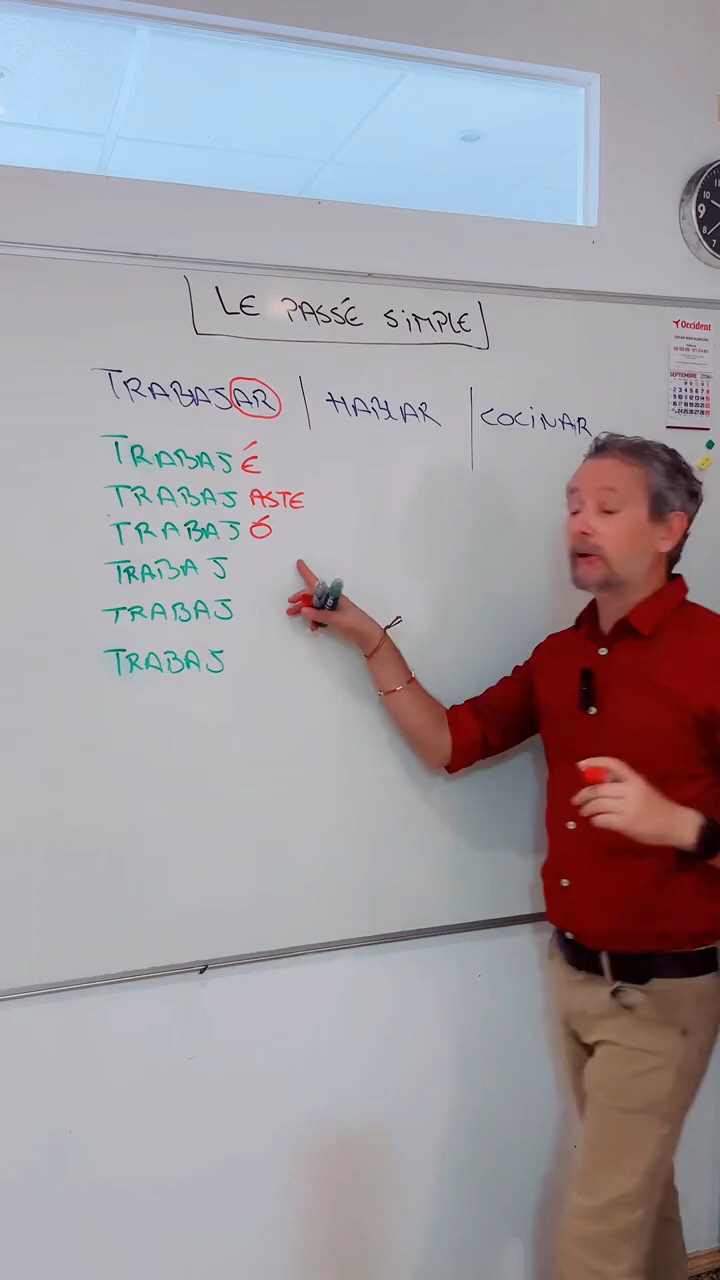 LE PASSÉ SIMPLE
TRABAJAR | HABLAR | COCINAR
TRABAJÉ
TRABAJASTE
TRABAJÓ
TRABAJ
TRABAJ
TRABAJ
Occident
SEPTIEMBRE